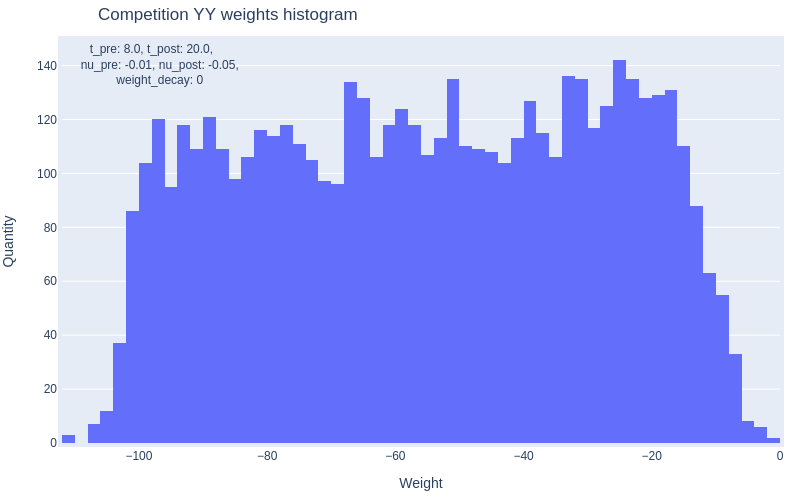 Competition YY weights histogram
t_pre: 8.0, t_post: 20.0,
nu_pre: -0.01, nu_post: -0.05,
weight_decay: 0
140
120
100
80
60
40
20
0
Quantity
−100
−80
−60
−40
−20
0
Weight